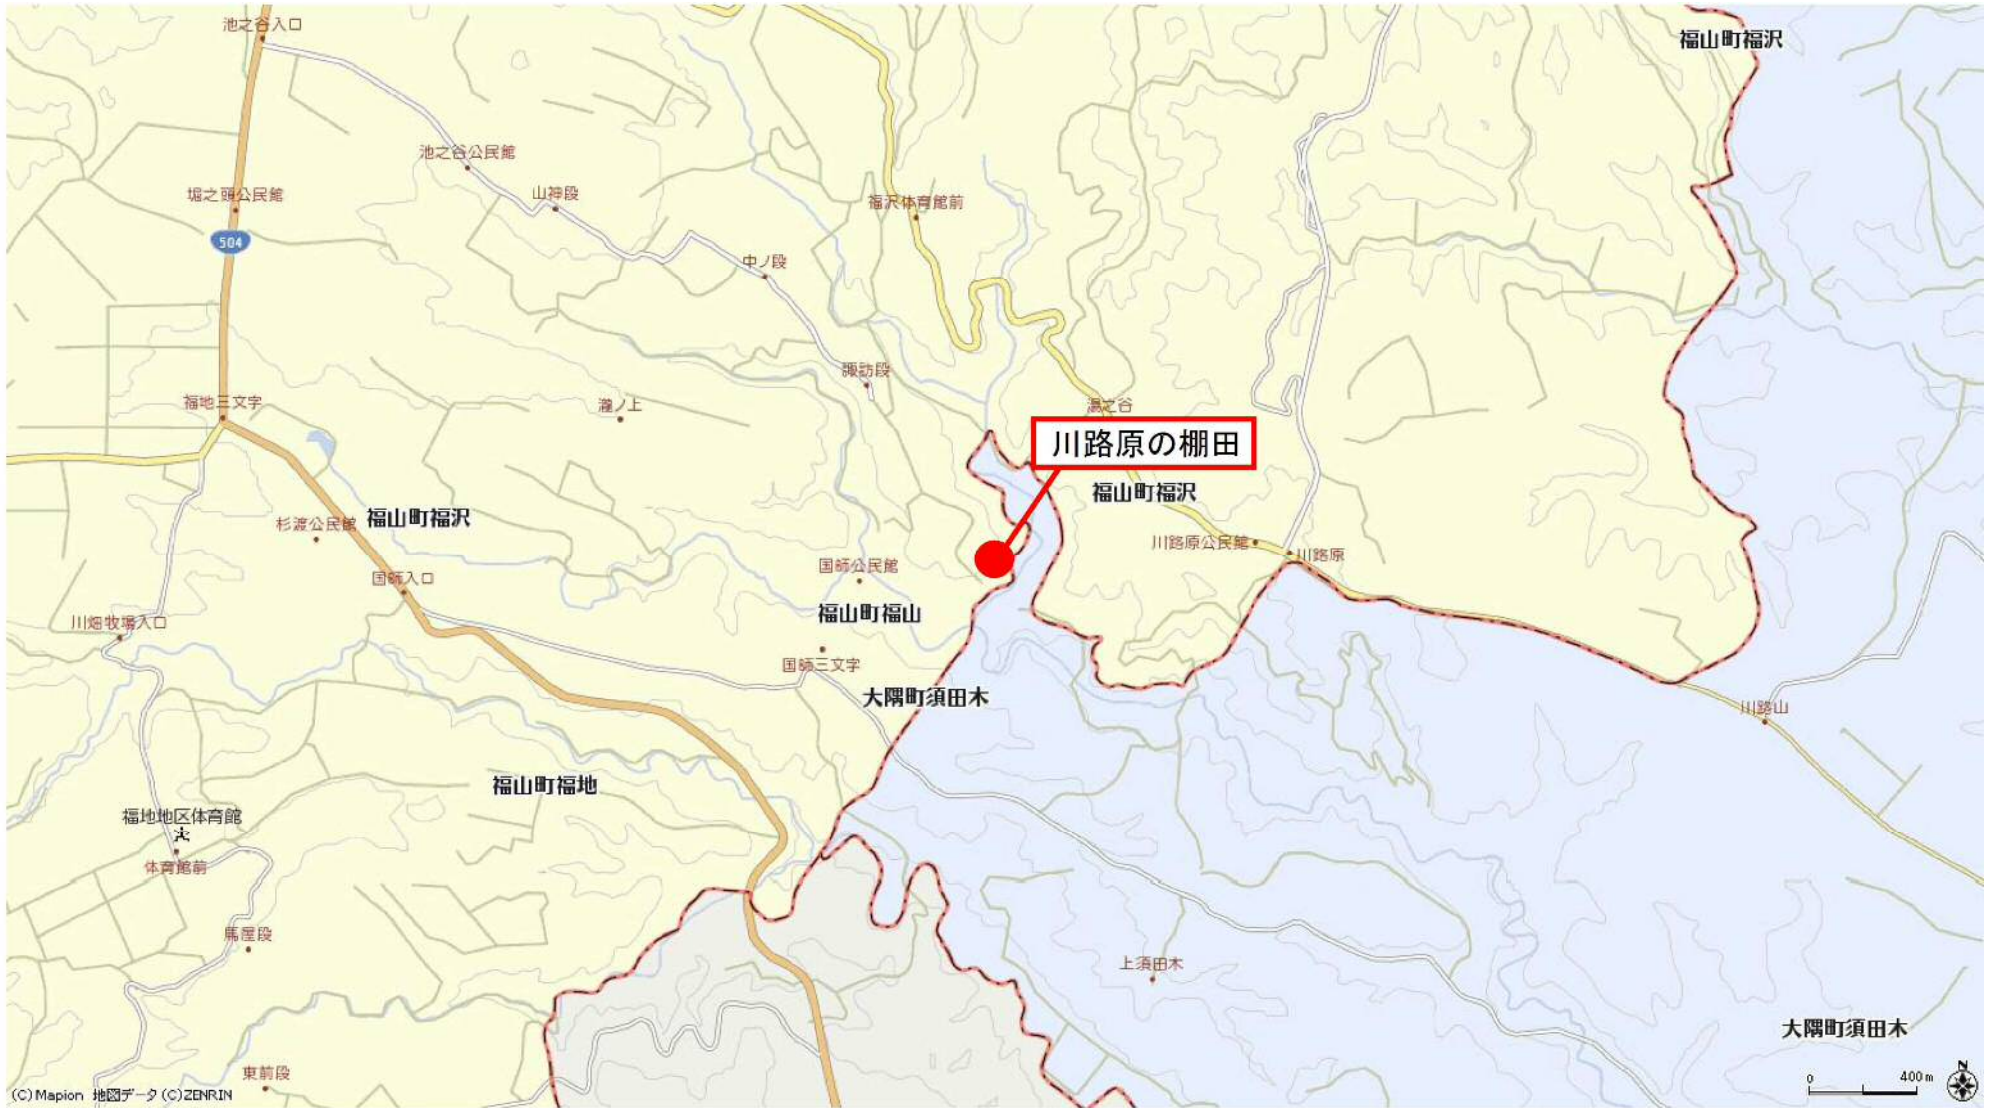 池之谷入口
福山町福沢
池之谷公民館
堀之頭公民館
山神段
福沢体育館前
504
中ノ段
諏訪段
福地三文字
瀧ノ上
湯之谷
川路原の棚田
福山町福沢
杉渡公民館
福山町福沢
川路原公民館
川路原
国師公民館
国師入口
福山町福山
川畑牧場入口
国師三文字
大隅町須田木
川路山
福山町福地
福地地区体育館
体育館前
馬屋段
上須田木
大隅町須田木
東前段
0 400m
N
(C)Mapion 地図データ(C)ZENRIN